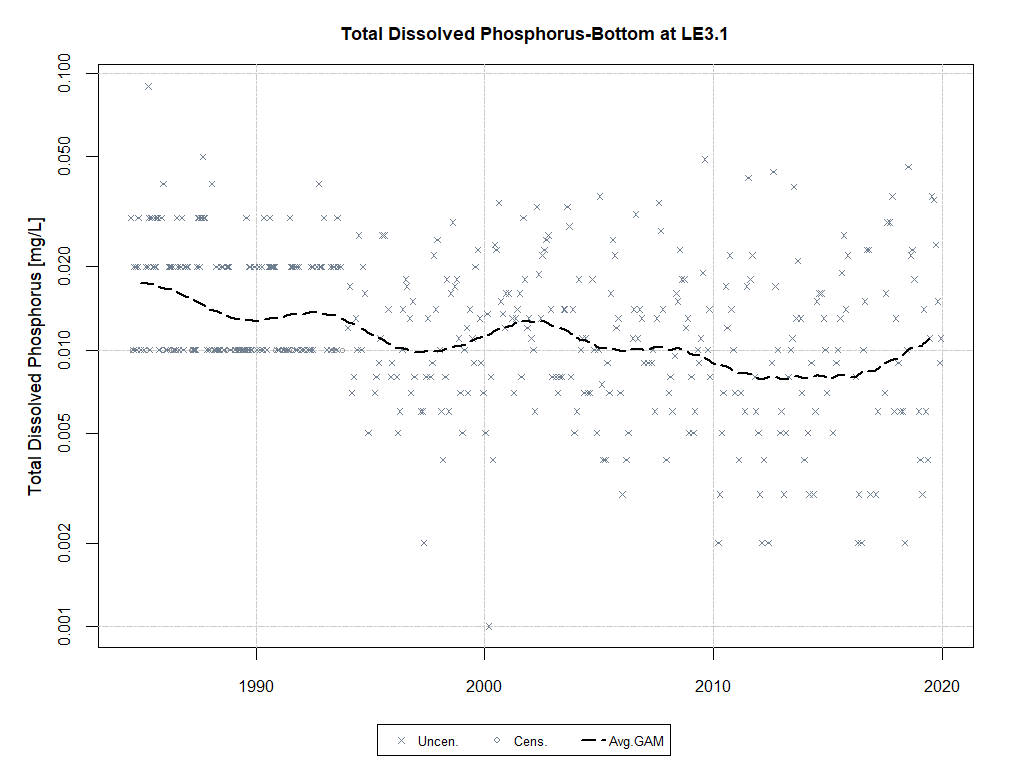 Total Dissolved Phosphorus-Bottom at LE3.1
Total Dissolved Phosphorus [mg/L]
0.100
0.050
0.020
0.010
0.005
0.002
0.001
1990 2000 2010 2020
Uncen. Cens. Avg.GAM